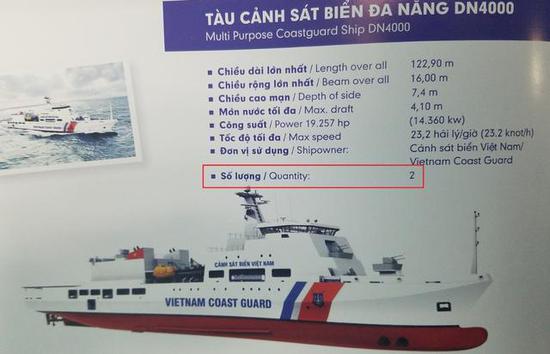 TÀU CẢNH SÁT BIỂN ĐA NĂNG DN4000
Multi Purpose Coastguard Ship DN4000
Chiều dài lớn nhất / Length over all 122,90 m
Chiều rộng lớn nhất / Beam over all 16,00 m
Chiều cao mạn / Depth of side 7,4 m
Món nước tối đa / Max. draft 4,10 m
Công suất / Power 19.257 hp (14.360 kw)
Tốc độ tối đa / Max speed 23,2 hải lý/giờ (23.2 knot/h)
Đơn vị sử dụng / Shipowner: Cảnh sát biển Việt Nam/
Vietnam Coast Guard
Số lượng / Quantity: 2
CẢNH SÁT BIỂN VIỆT NAM
VIETNAM COAST GUARD